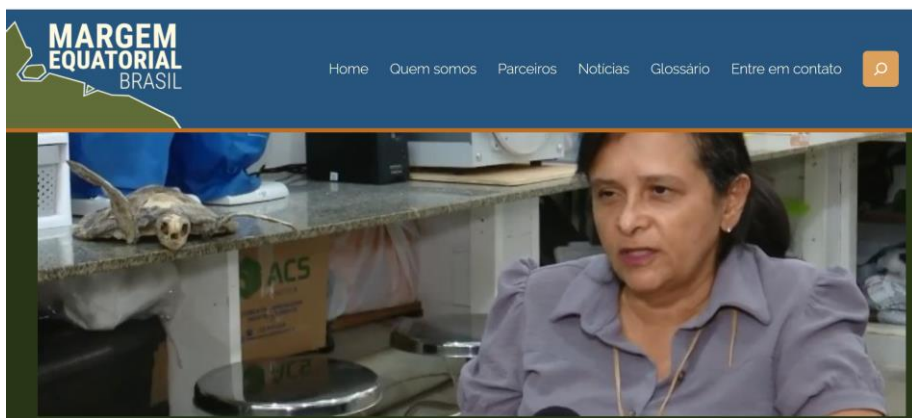 MARGEM
EQUATORIAL
BRASIL
Home Quem somos Parceiros Notícias Glossário Entre em contato
ACS